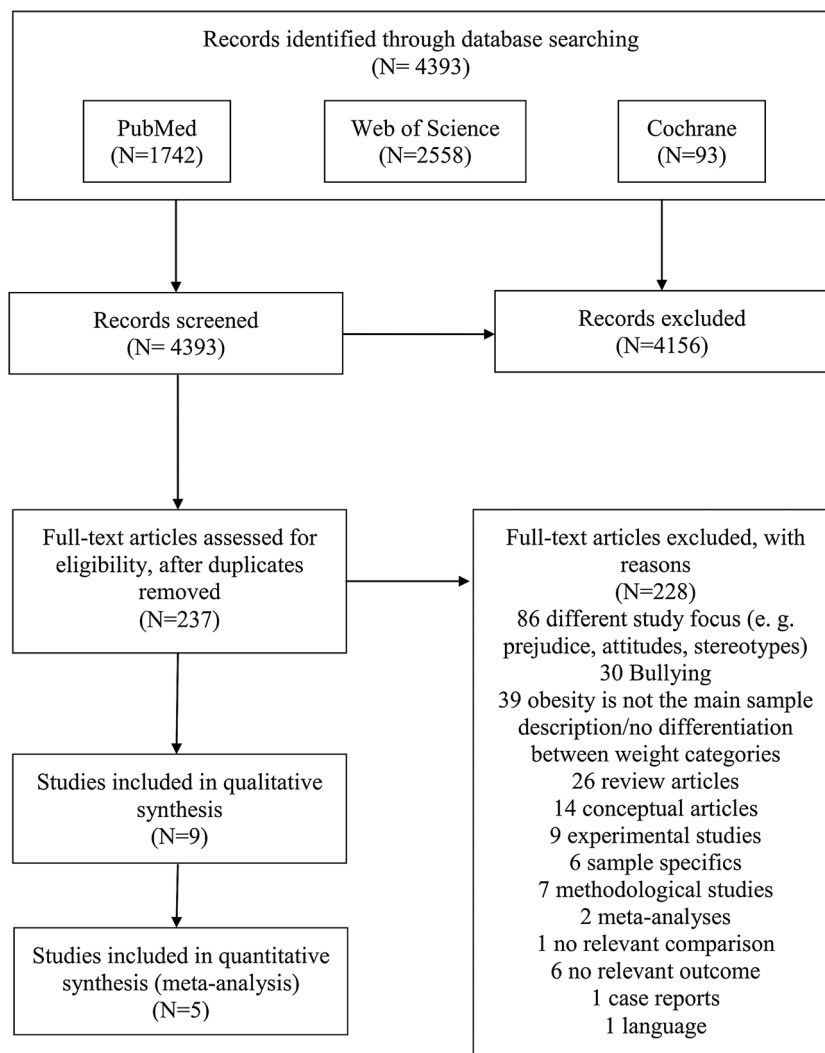 Records identified through database searching
(N= 4393)
PubMed
(N=1742)
Web of Science
(N=2558)
Cochrane
(N=93)
Records screened
(N= 4393)
Records excluded
(N=4156)
Full-text articles assessed for
eligibility, after duplicates
removed
(N=237)
Full-text articles excluded, with
reasons
(N=228)
86 different study focus (e. g.
prejudice, attitudes, stereotypes)
30 Bullying
39 obesity is not the main sample
description/no differentiation
between weight categories
26 review articles
14 conceptual articles
9 experimental studies
6 sample specifics
7 methodological studies
2 meta-analyses
1 no relevant comparison
6 no relevant outcome
1 case reports
1 language
Studies included in qualitative
synthesis
(N=9)
Studies included in quantitative
synthesis (meta-analysis)
(N=5)